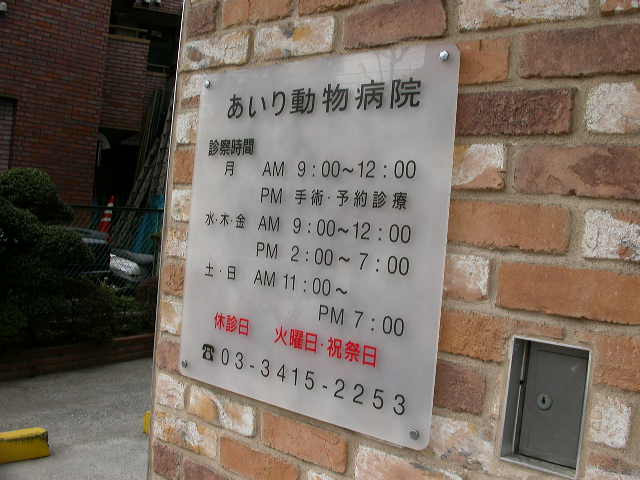 あいり動物病院
診察時間
月 AM 9:00～12:00
PM 手術・予約診療
水・木・金 AM 9:00～12:00
PM 2:00～7:00
土・日 AM 11:00～
PM 7:00
休診日 火曜日・祝祭日
☎03-3415-2253